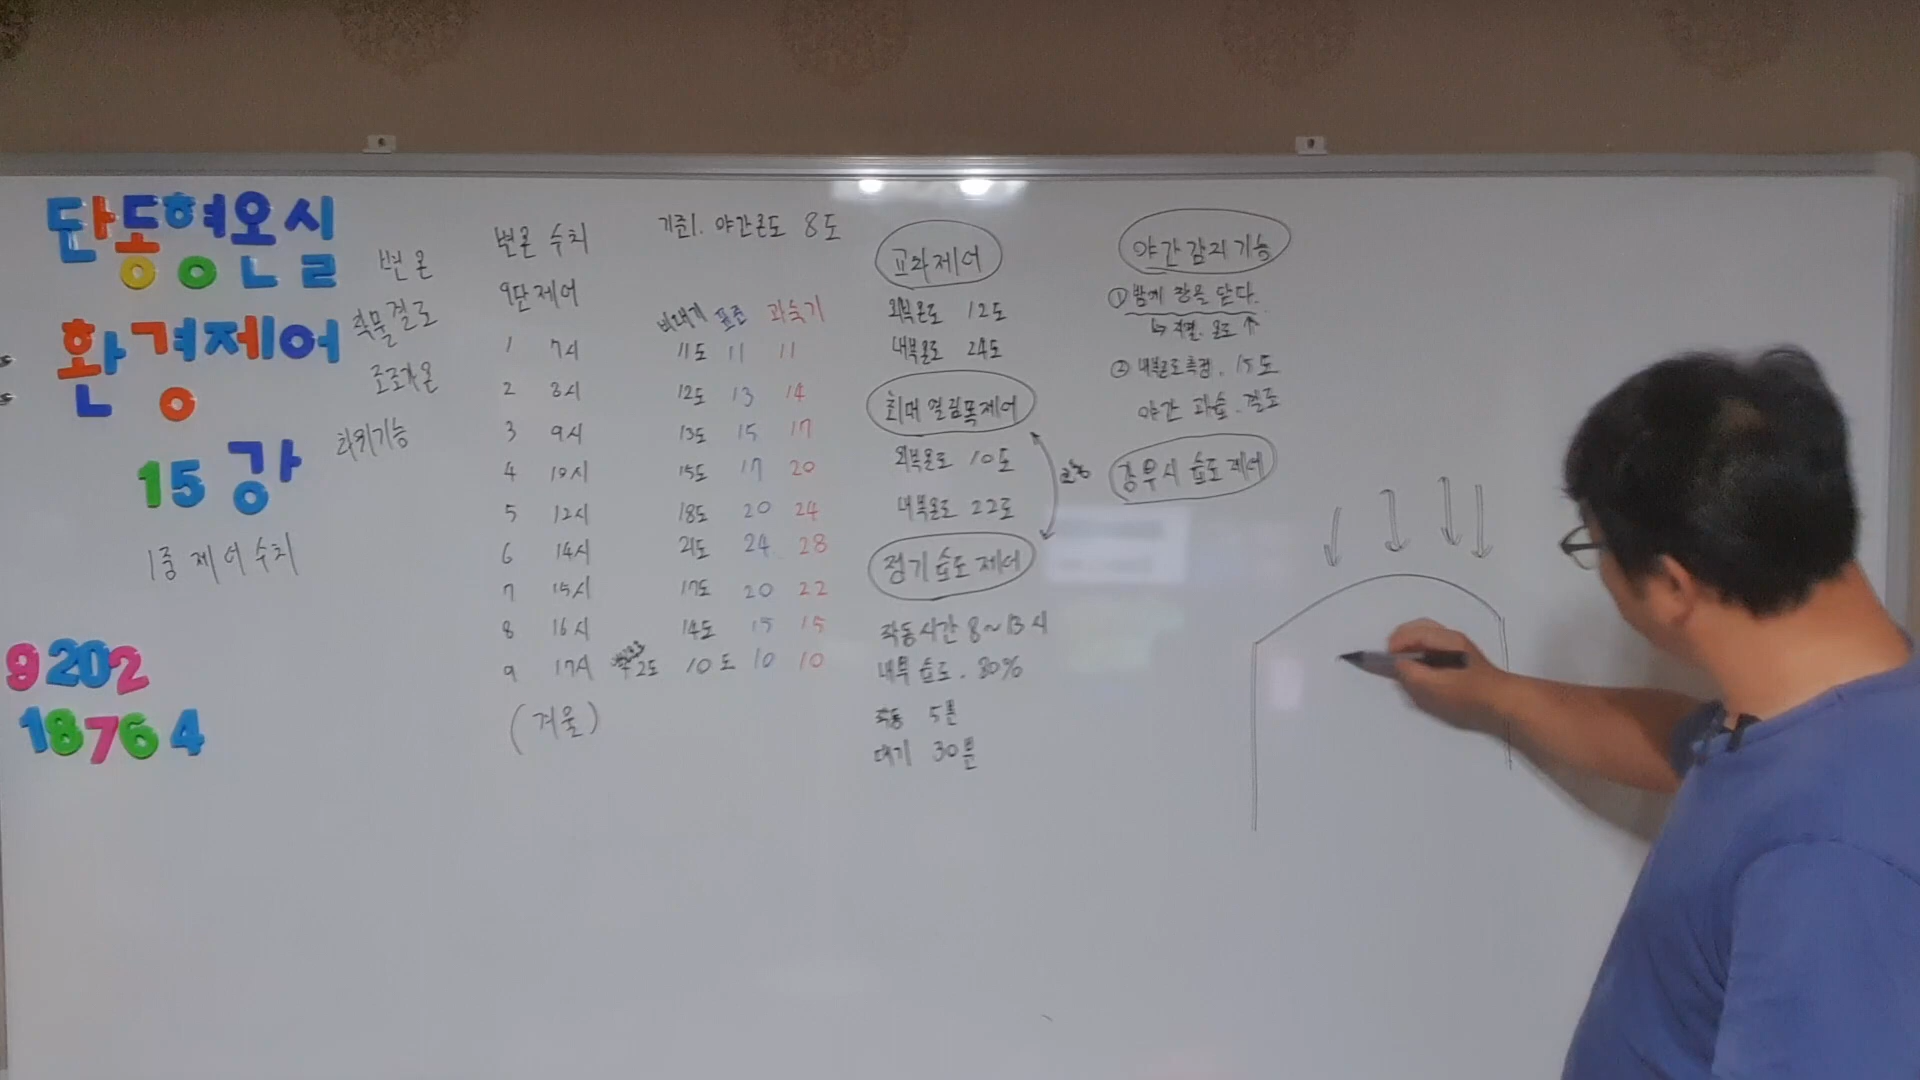 단동형온실
환경제어
15강
1중 제어수치
9202
18764
변온
작물결로
조조가온
변온 수치
9단제어
기준1. 야간온도 8도
비대기 표준 과숙기
1 7시 11도 11 11
2 8시 12도 13 14
3 9시 13도 15 17
4 10시 15도 17 20
5 12시 18도 20 24
6 14시 21도 24 28
7 15시 17도 20 22
8 16시 14도 15 15
9 17시 2도 10도 10 10
(겨울)
외부온도 12도
내부온도 24도
최대 열림폭제어
외부온도 10도
내부온도 22도
정기습도 제어
작동시간 8~13시
내부습도. 80%
작동 5분
대기 30분
야간감지기능
① 밤에 창을 닫다.
↳ 지열. 온도 ↑
② 내부온도측정. 15도
야간 과습. 결로
강우시 습도제어